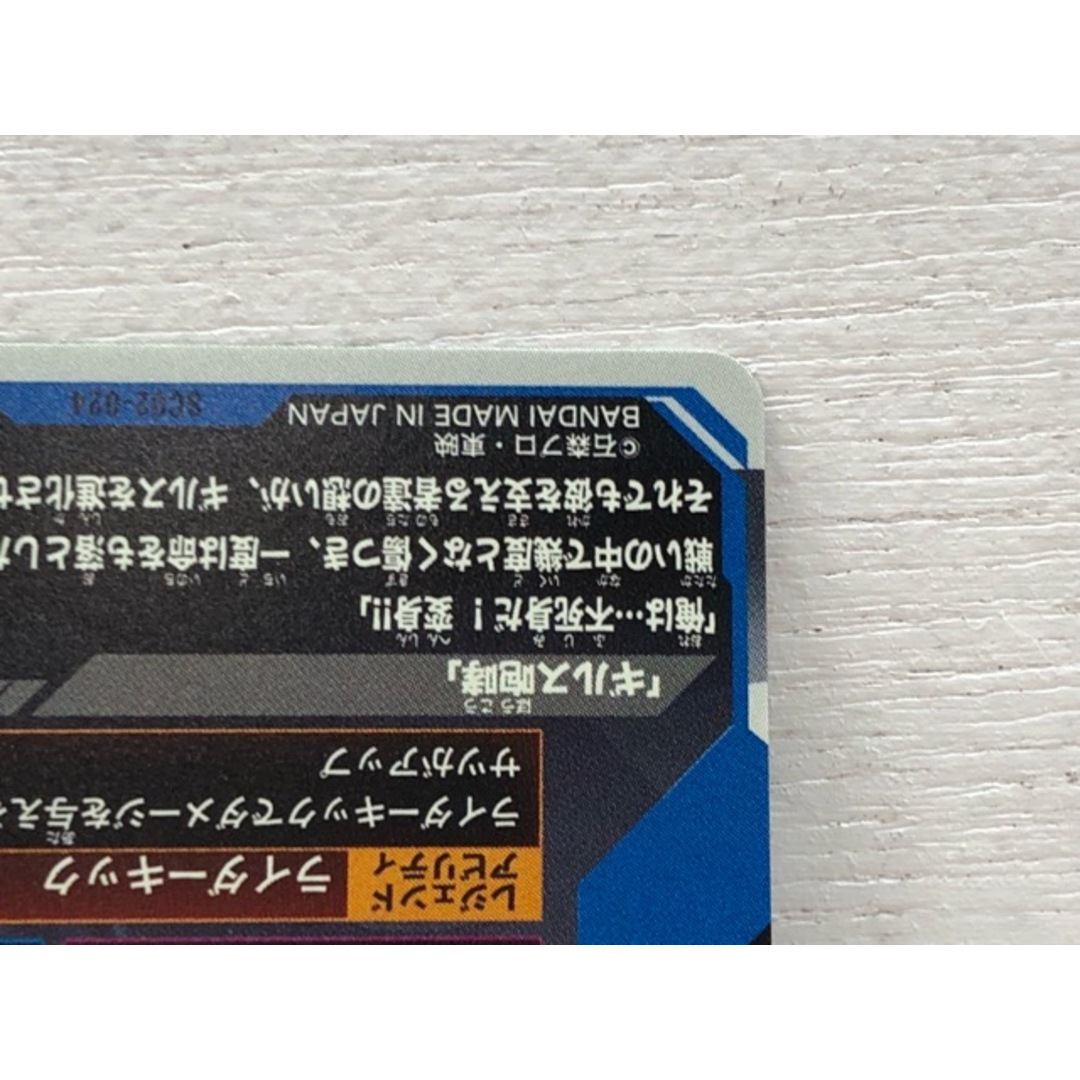 レジェンド
アビリティ
ライダーキック
ライダーキックでダメージを与え
サツがアップ
「ギルス咆哮」
「俺は…不死身だ！ 変身!!」
戦いの中で幾度となく傷つき、一度は命をも落とした
それでも彼を支える者達の想いが、ギルスを進化させ
©石森プロ・東映
BANDAI MADE IN JAPAN
SC02-024